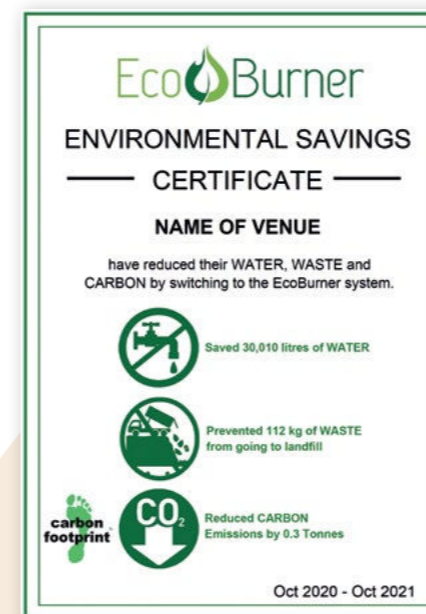 EcoBurner
ENVIRONMENTAL SAVINGS
CERTIFICATE
NAME OF VENUE
have reduced their WATER, WASTE and
CARBON by switching to the EcoBurner system.
Saved 30,010 litres of WATER
Prevented 112 kg of WASTE
from going to landfill
carbon
footprint
CO2
Reduced CARBON
Emissions by 0.3 Tonnes
Oct 2020 - Oct 2021